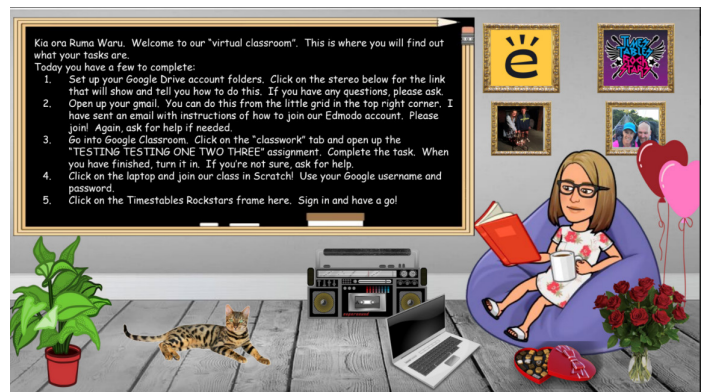 Kia ora Ruma Waru. Welcome to our "virtual classroom". This is where you will find out
what your tasks are.
Today you have a few to complete:
1. Set up your Google Drive account folders. Click on the stereo below for the link
that will show and tell you how to do this. If you have any questions, please ask.
2. Open up your gmail. You can do this from the little grid in the top right corner. I
have sent an email with instructions of how to join our Edmodo account. Please
join! Again, ask for help if needed.
3. Go into Google Classroom. Click on the "classwork" tab and open up the
"TESTING TESTING ONE TWO THREE" assignment. Complete the task. When
you have finished, turn it in. If you're not sure, ask for help.
4. Click on the laptop and join our class in Scratch! Use your Google username and
password.
5. Click on the Timestables Rockstars frame here. Sign in and have a go!
ë
TIMES
TABLES
ROCK
STARS